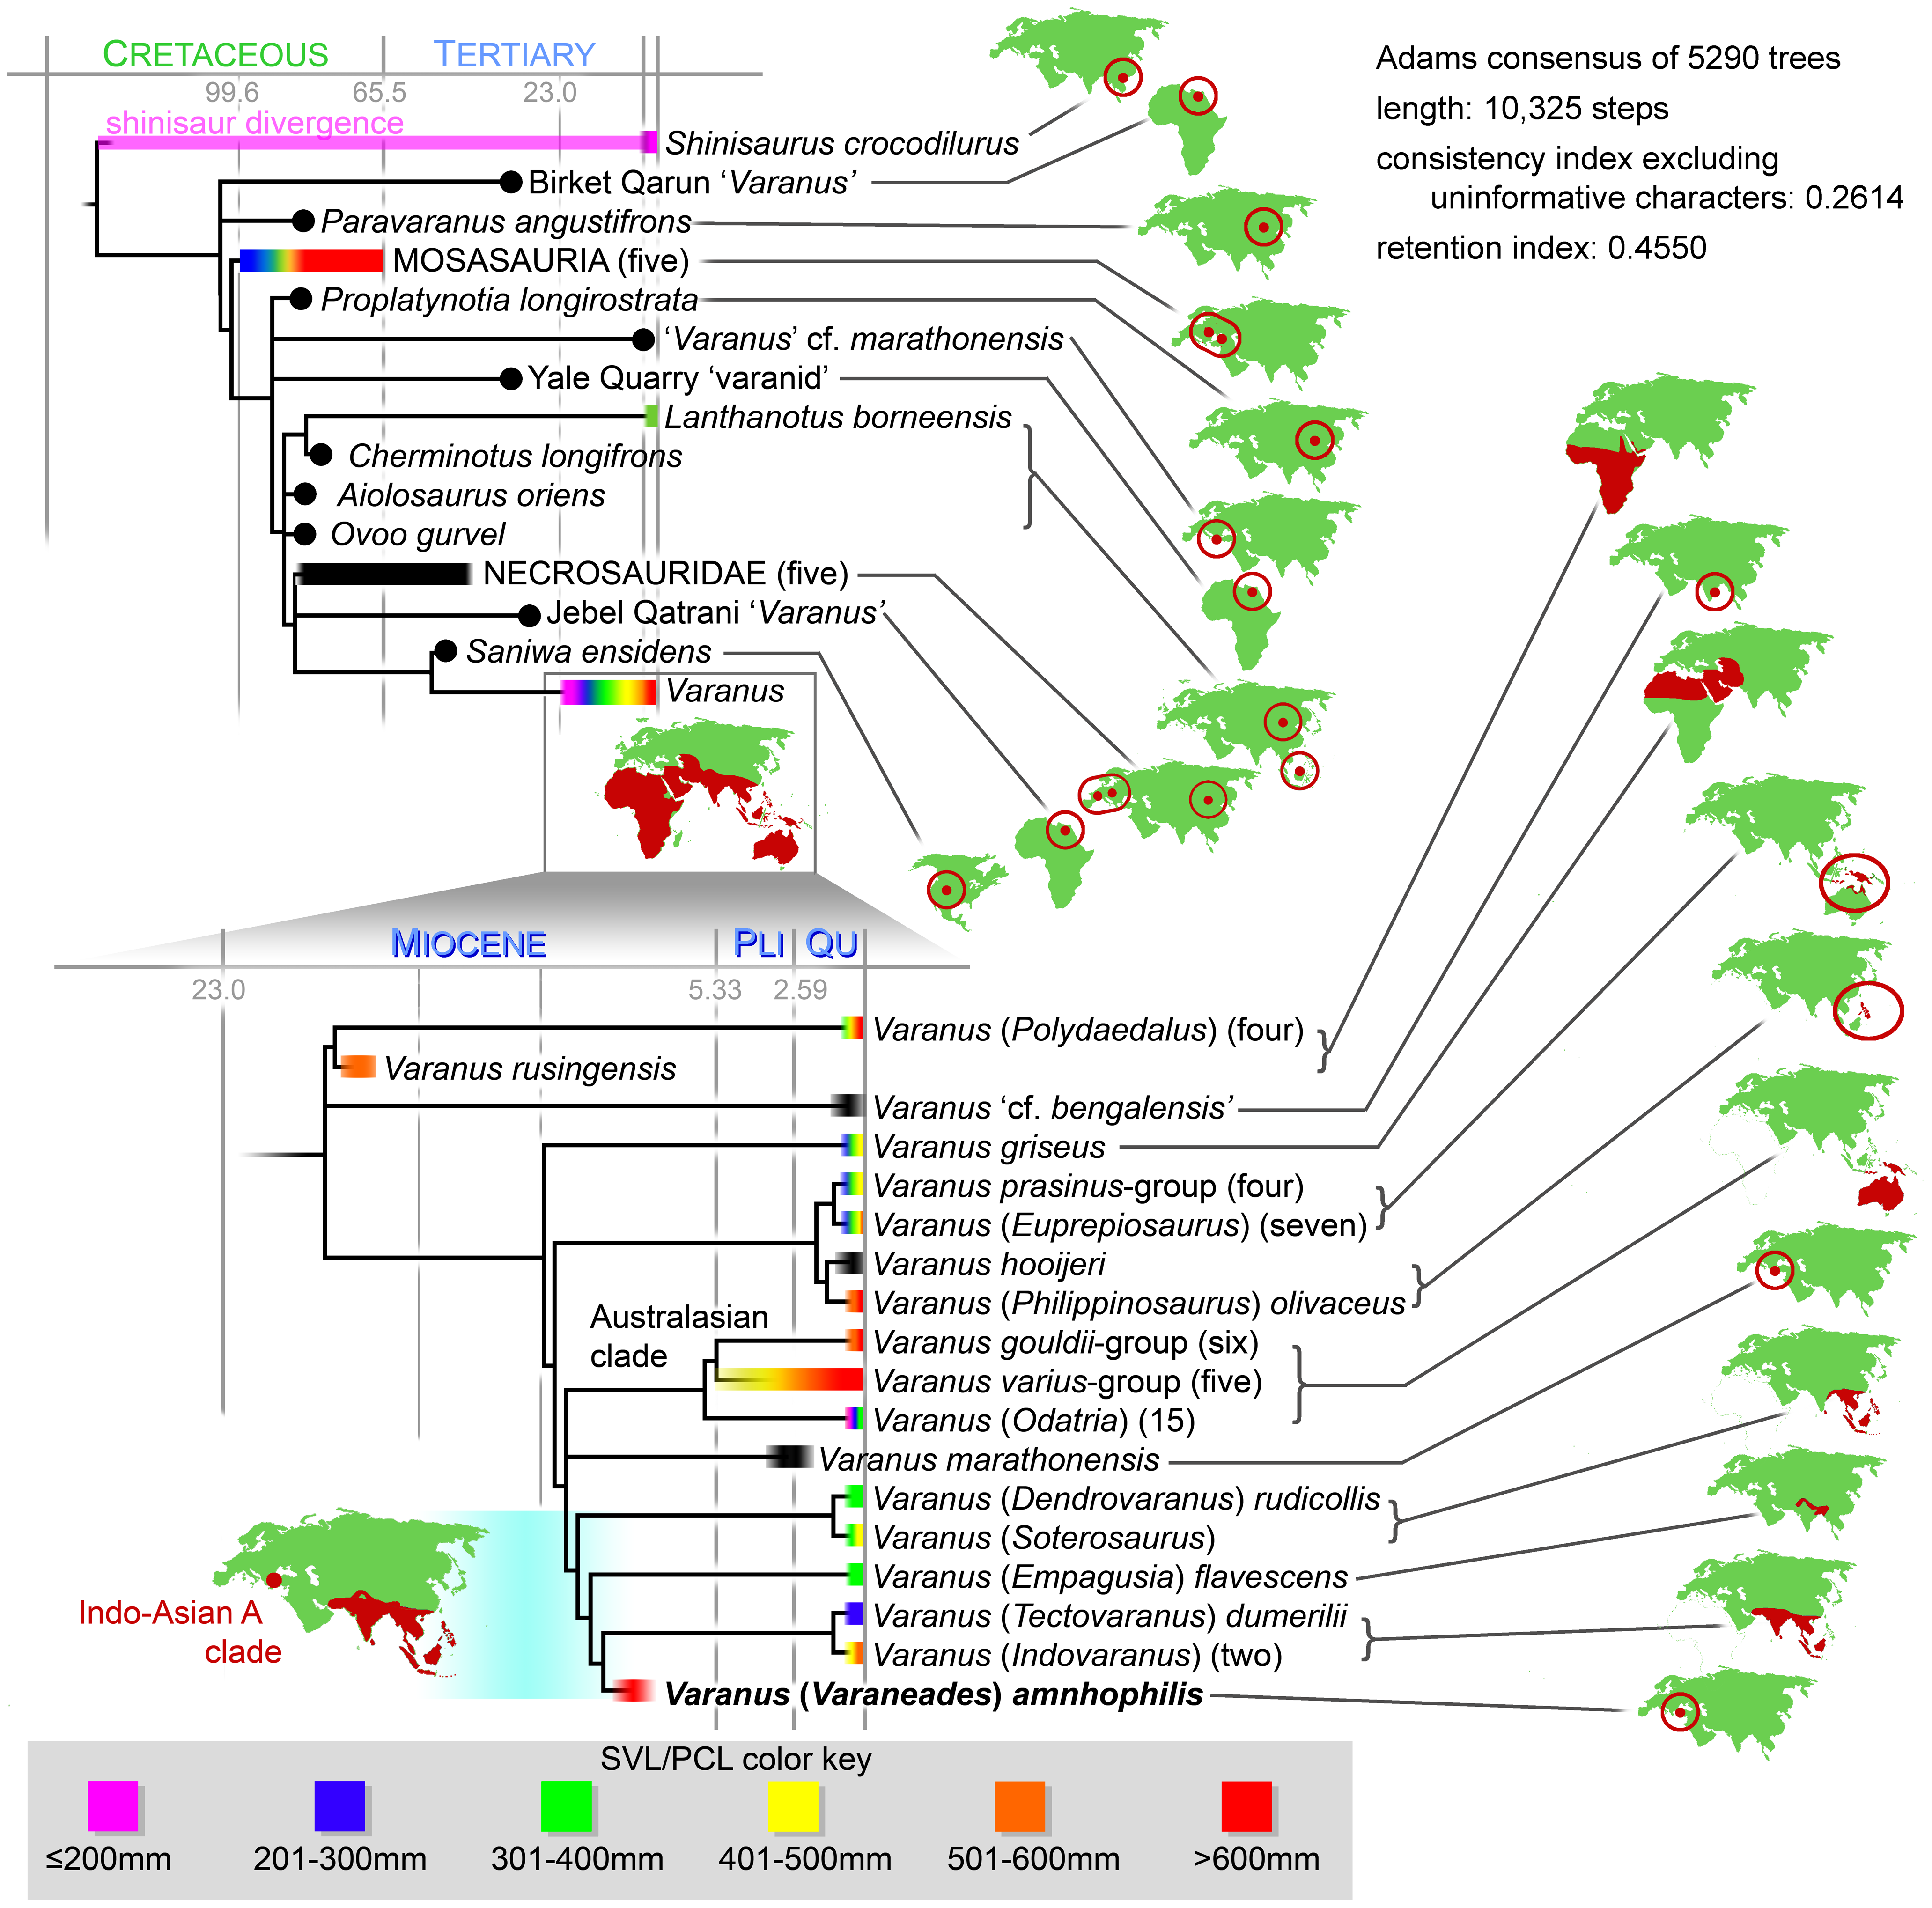 CRETACEOUS TERTIARY
99.6 65.5 23.0
shinisaur divergence
Adams consensus of 5290 trees
length: 10,325 steps
consistency index excluding
uninformative characters: 0.2614
retention index: 0.4550
Shinisaurus crocodilurus
Birket Qarun ‘Varanus’
Paravaranus angustifrons
MOSASAURIA (five)
Proplatynotia longirostrata
‘Varanus’ cf. marathonensis
Yale Quarry ‘varanid’
Lanthanotus borneensis
Cherminotus longifrons
Aiolosaurus oriens
Ovoo gurvel
NECROSAURIDAE (five)
Jebel Qatrani ‘Varanus’
Saniwa ensidens
Varanus
MIOCENE PLI QU
23.0 5.33 2.59
Varanus (Polydaedalus) (four)
Varanus rusingensis
Varanus ‘cf. bengalensis’
Varanus griseus
Varanus prasinus-group (four)
Varanus (Euprepiosaurus) (seven)
Varanus hooijeri
Varanus (Philippinosaurus) olivaceus
Australasian
clade
Varanus gouldii-group (six)
Varanus varius-group (five)
Varanus (Odatria) (15)
Varanus marathonensis
Varanus (Dendrovaranus) rudicollis
Varanus (Soterosaurus)
Varanus (Empagusia) flavescens
Indo-Asian A
clade
Varanus (Tectovaranus) dumerilii
Varanus (Indovaranus) (two)
Varanus (Varaneades) amnhophilis
SVL/PCL color key
≤200mm 201-300mm 301-400mm 401-500mm 501-600mm >600mm